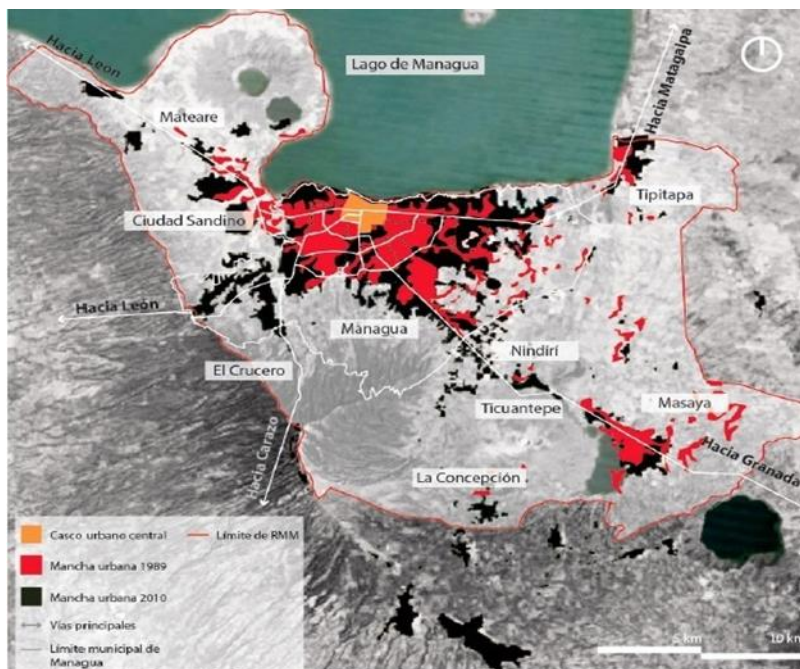 Hacia Leon
Lago de Managua
Hacia Matagalpa
Mateare
Tipitapa
Ciudad Sandino
Hacia León
Mànagua
Nindirí
El Crucero
Ticuantepe
Masaya
Hacia Granada
Hacia Carazo
La Concepción
Casco urbano central
Límite de RMM
Mancha urbana 1989
Mancha urbana 2010
Vías principales
Límite municipal de
Managua
5 km
10 km